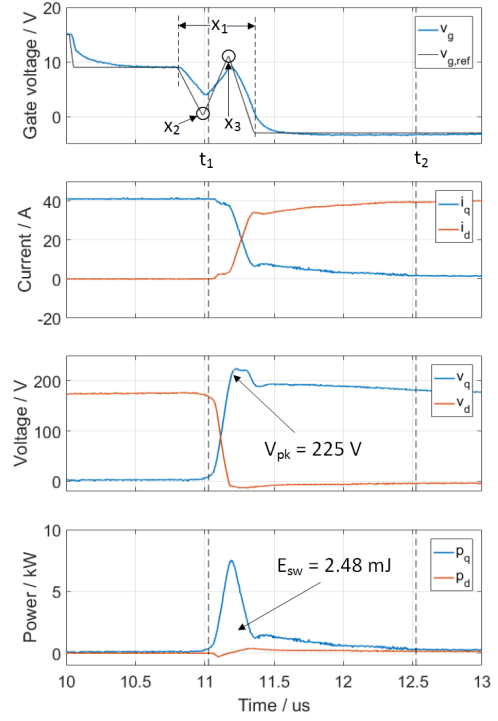 20
10
0
Gate voltage / V
x1
x2
x3
vg
vg,ref
t1
t2
40
20
0
-20
Current / A
iq
id
200
100
0
Voltage / V
vq
vd
Vpk = 225 V
10
5
0
Power / kW
Esw = 2.48 mJ
pq
pd
10 10.5 11 11.5 12 12.5 13
Time / us